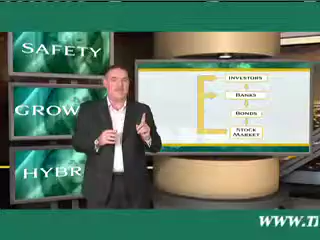 SAFETY
GROW
HYBR
INVESTORS
BANKS
BONDS
STOCK
MARKET
www.